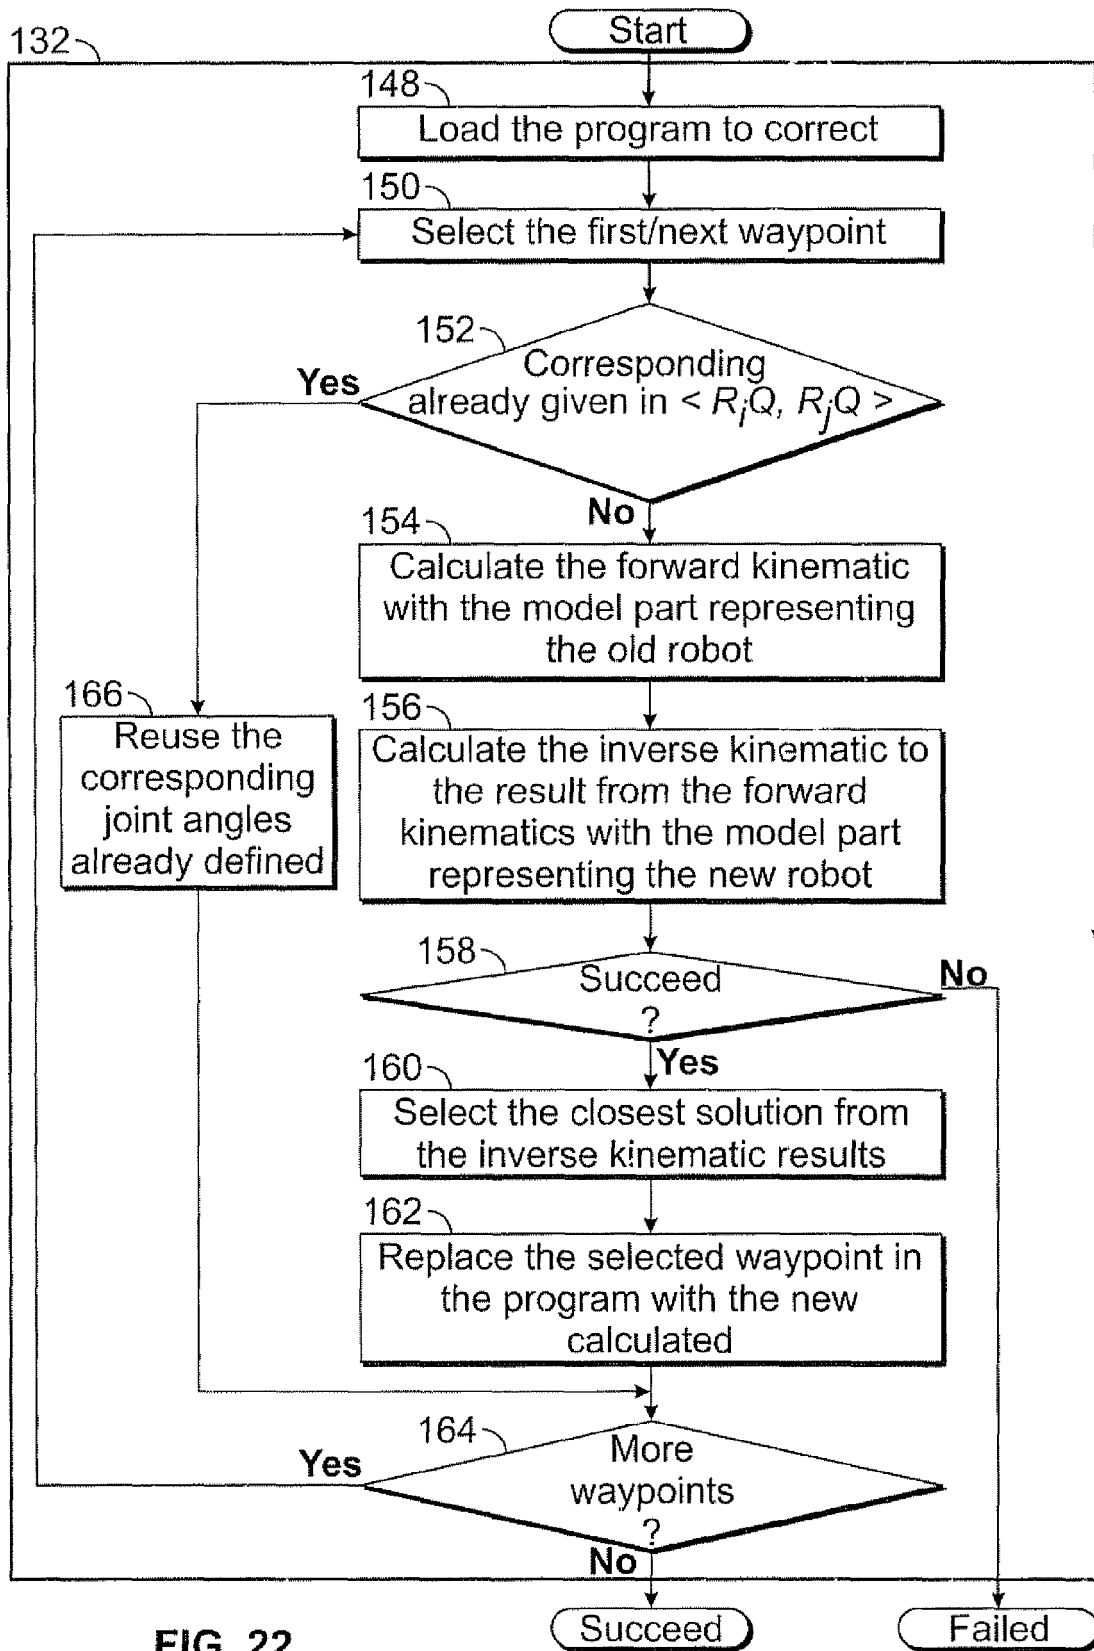 Start
132
148
Load the program to correct
150
Select the first/next waypoint
152
Corresponding
already given in < RiQ, RjQ >
Yes
No
154
Calculate the forward kinematic
with the model part representing
the old robot
166
Reuse the
corresponding
joint angles
already defined
156
Calculate the inverse kinematic to
the result from the forward
kinematics with the model part
representing the new robot
158
Succeed
?
No
Yes
160
Select the closest solution from
the inverse kinematic results
162
Replace the selected waypoint in
the program with the new
calculated
164
More
waypoints
?
Yes
No
Succeed
Failed
FIG. 22